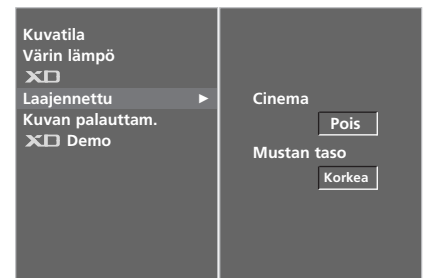 Kuvatila
Värin lämpö
XD
Laajennettu ►
Kuvan palauttam.
XD Demo
Cinema
Pois
Mustan taso
Korkea